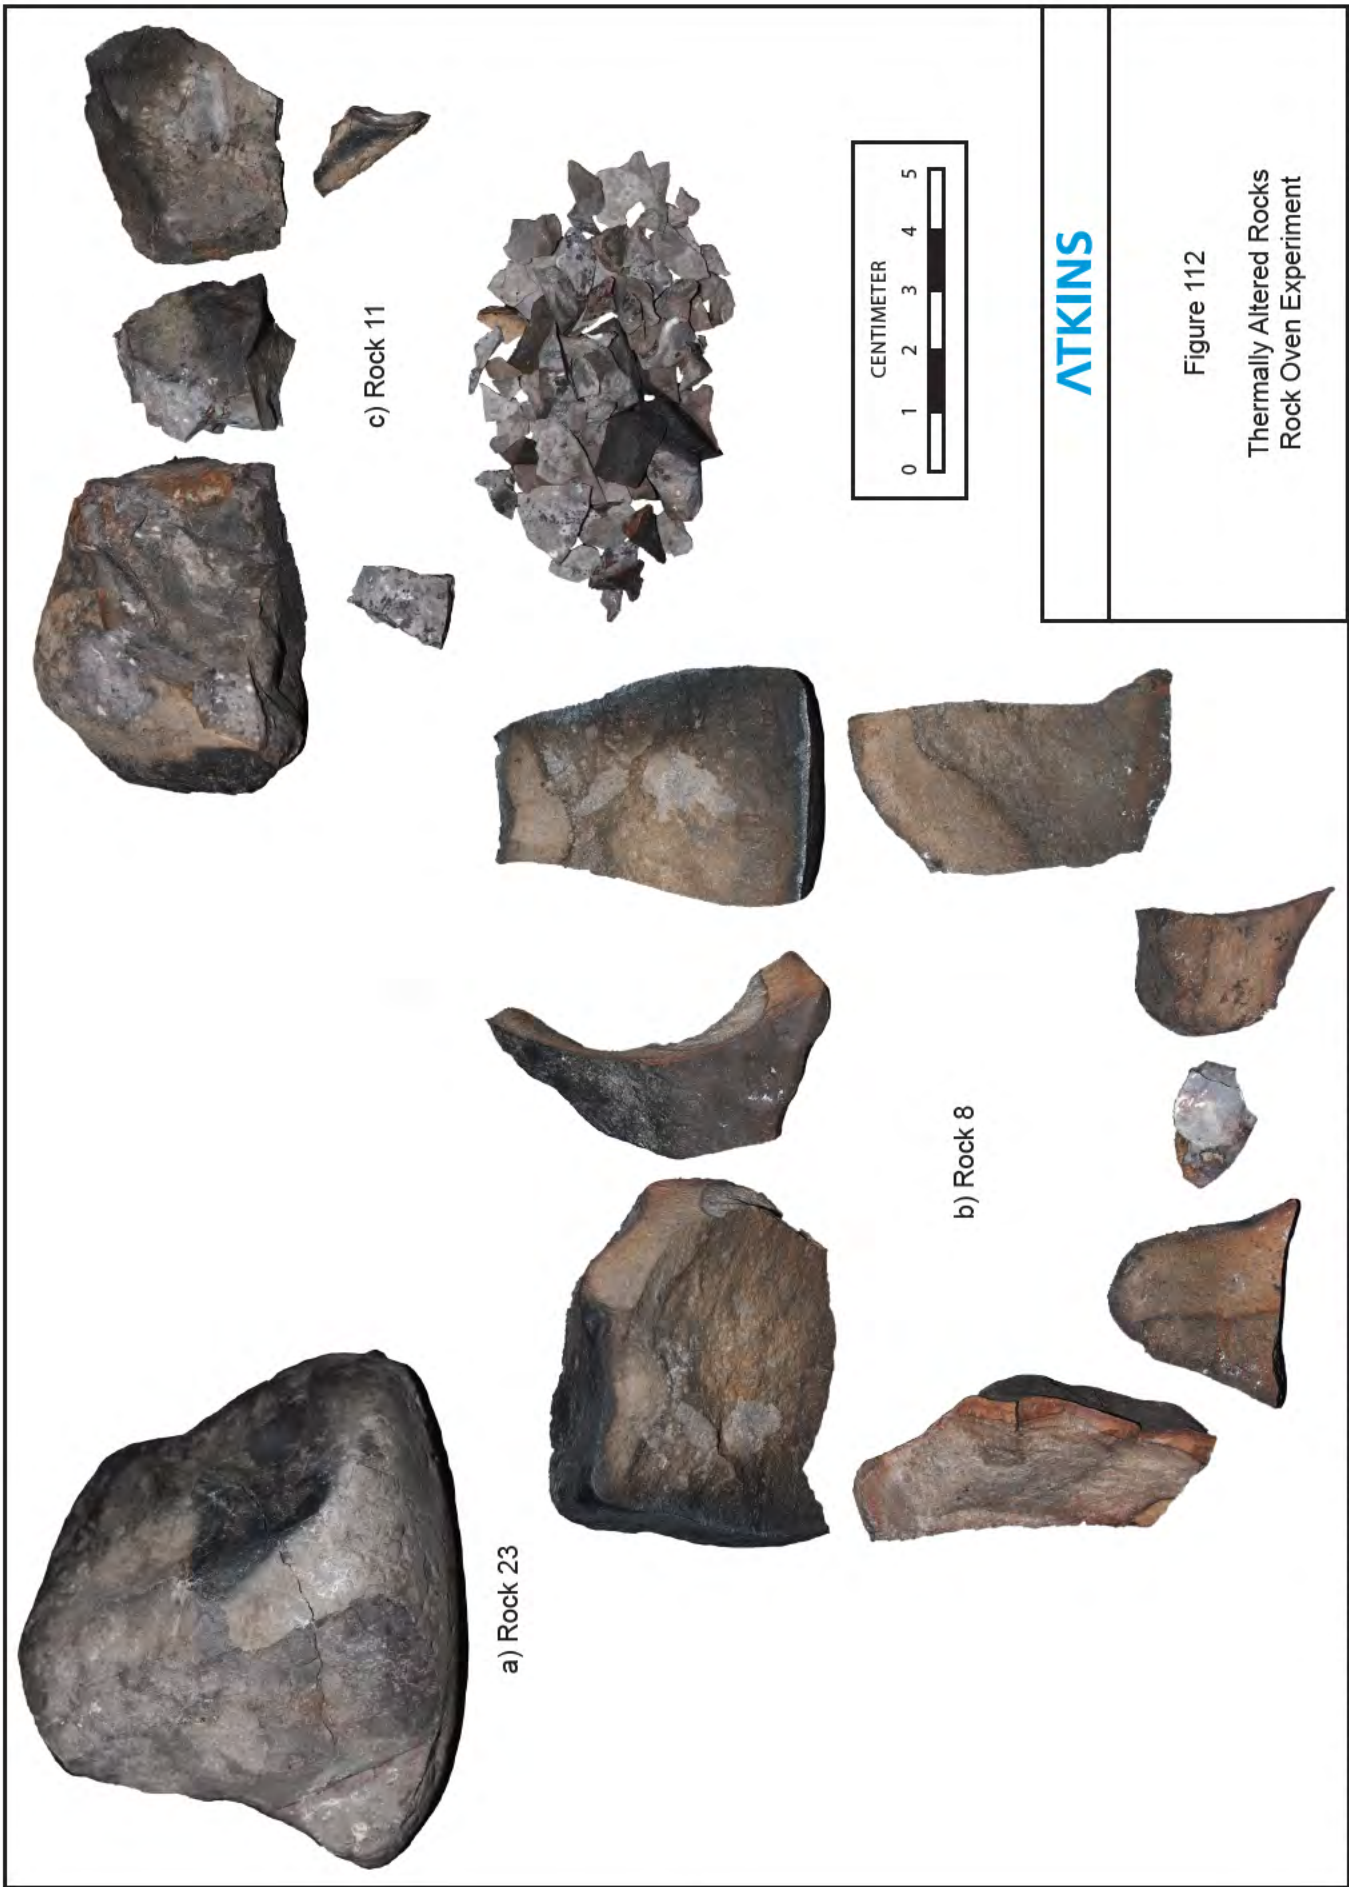 a) Rock 23
b) Rock 8
c) Rock 11
CENTIMETER
0 1 2 3 4 5
ATKINS
Figure 112
Thermally Altered Rocks
Rock Oven Experiment